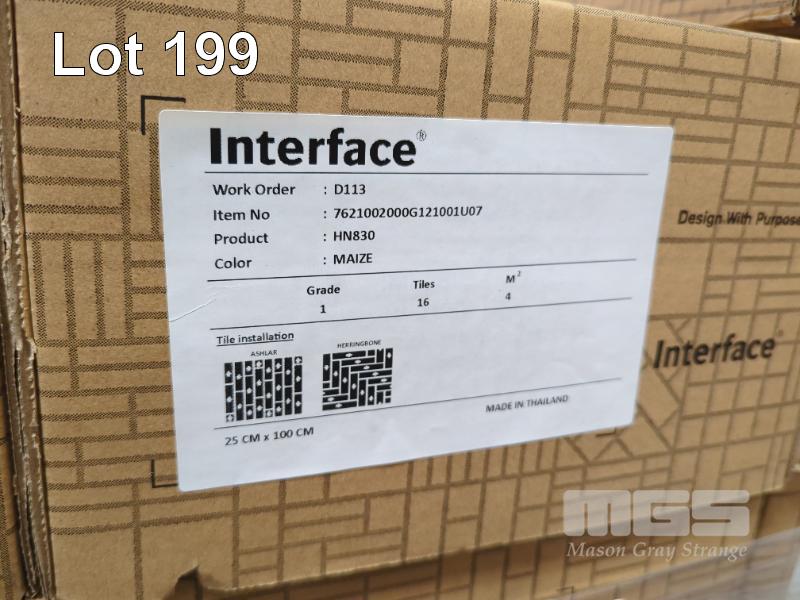 Lot 199
Interface®
Work Order : D113
Item No : 7621002000G121001U07
Product : HN830
Color : MAIZE
Grade Tiles M²
1 16 4
Tile installation
ASHLAR HERRINGBONE
25 CM x 100 CM
MADE IN THAILAND
Design With Purpose
Interface®
MGS
Mason Gray Strange